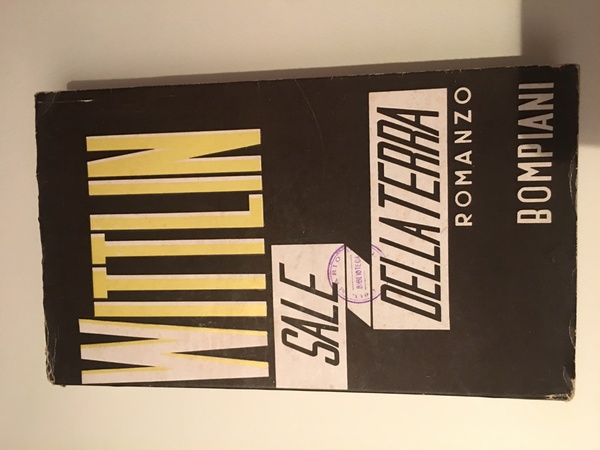 WITTLIN
SALE
DELLA TERRA
ROMANZO
BOMPIANI